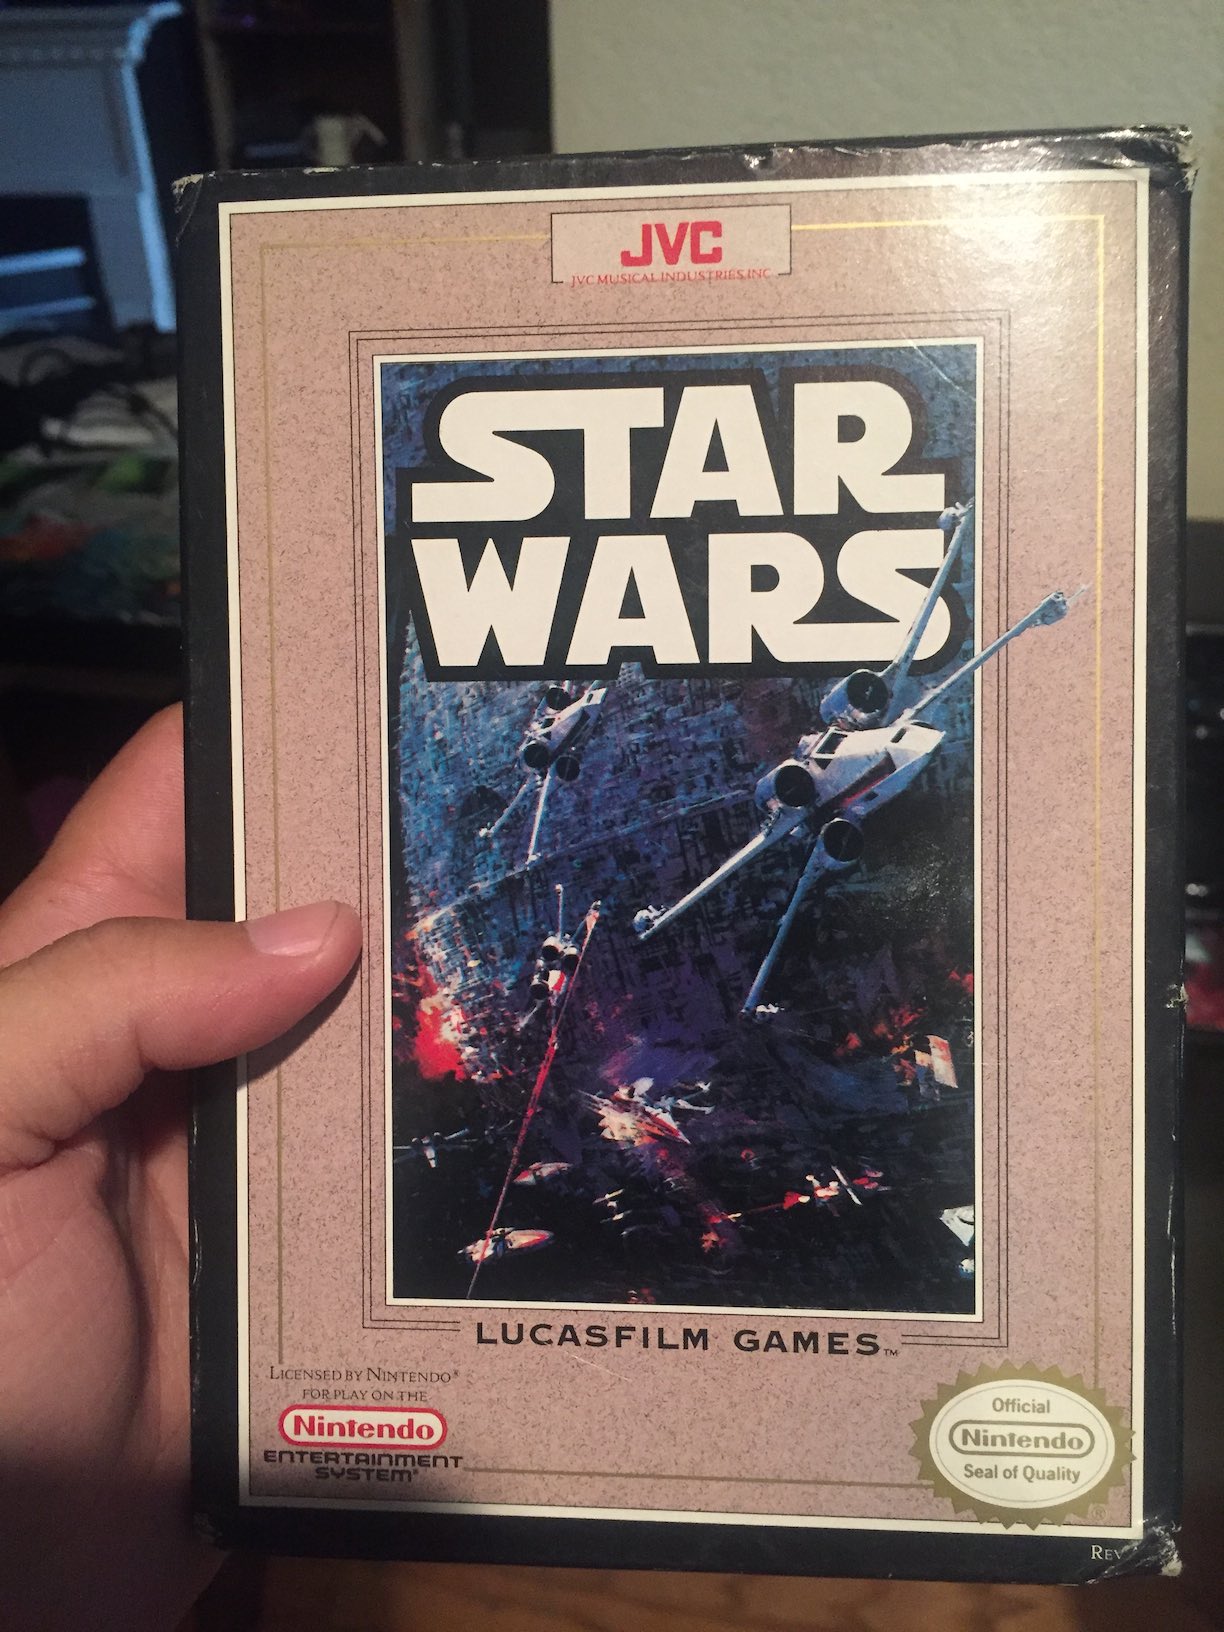 JVC
JVC MUSICAL INDUSTRIES, INC.
STAR
WARS
LUCASFILM GAMES™
LICENSED BY NINTENDO®
FOR PLAY ON THE
Nintendo
ENTERTAINMENT
SYSTEM®
Official
Nintendo
Seal of Quality
®